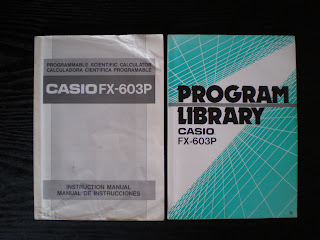 PROGRAMMABLE SCIENTIFIC CALCULATOR
CALCULADORA CIENTIFICA PROGRAMABLE
CASIO FX-603P
INSTRUCTION MANUAL
MANUAL DE INSTRUCCIONES
PROGRAM
LIBRARY
CASIO
FX-603P